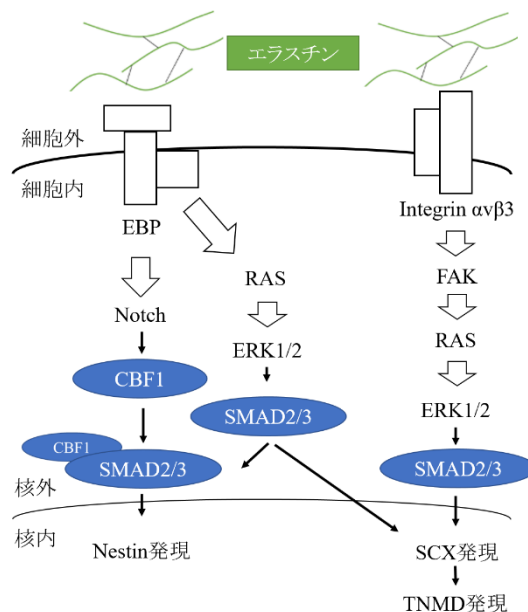 エラスチン
細胞外
細胞内
EBP
Integrin αvβ3
Notch
RAS
FAK
ERK1/2
RAS
CBF1
SMAD2/3
ERK1/2
CBF1
SMAD2/3
SMAD2/3
核外
核内
Nestin発現
SCX発現
TNMD発現